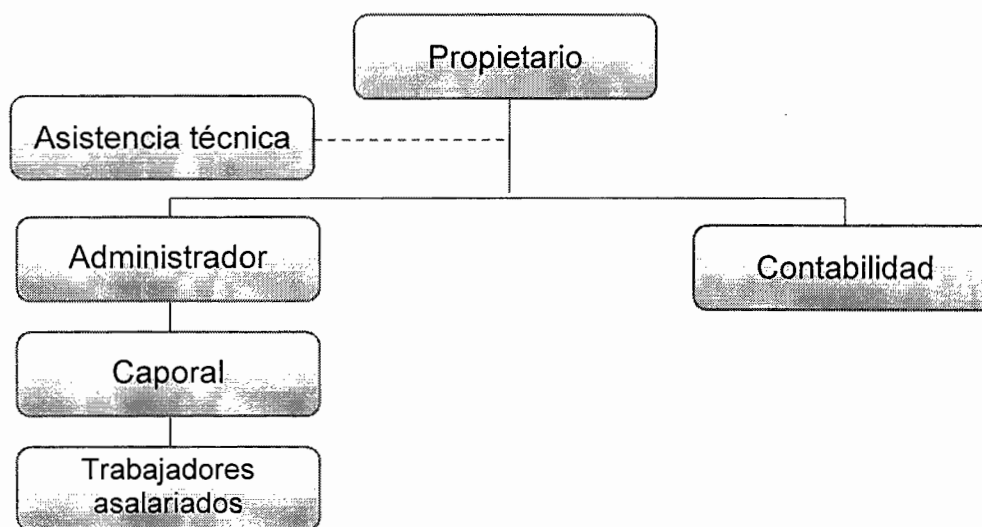 Propietario
Asistencia técnica
Administrador
Contabilidad
Caporal
Trabajadores
asalariados